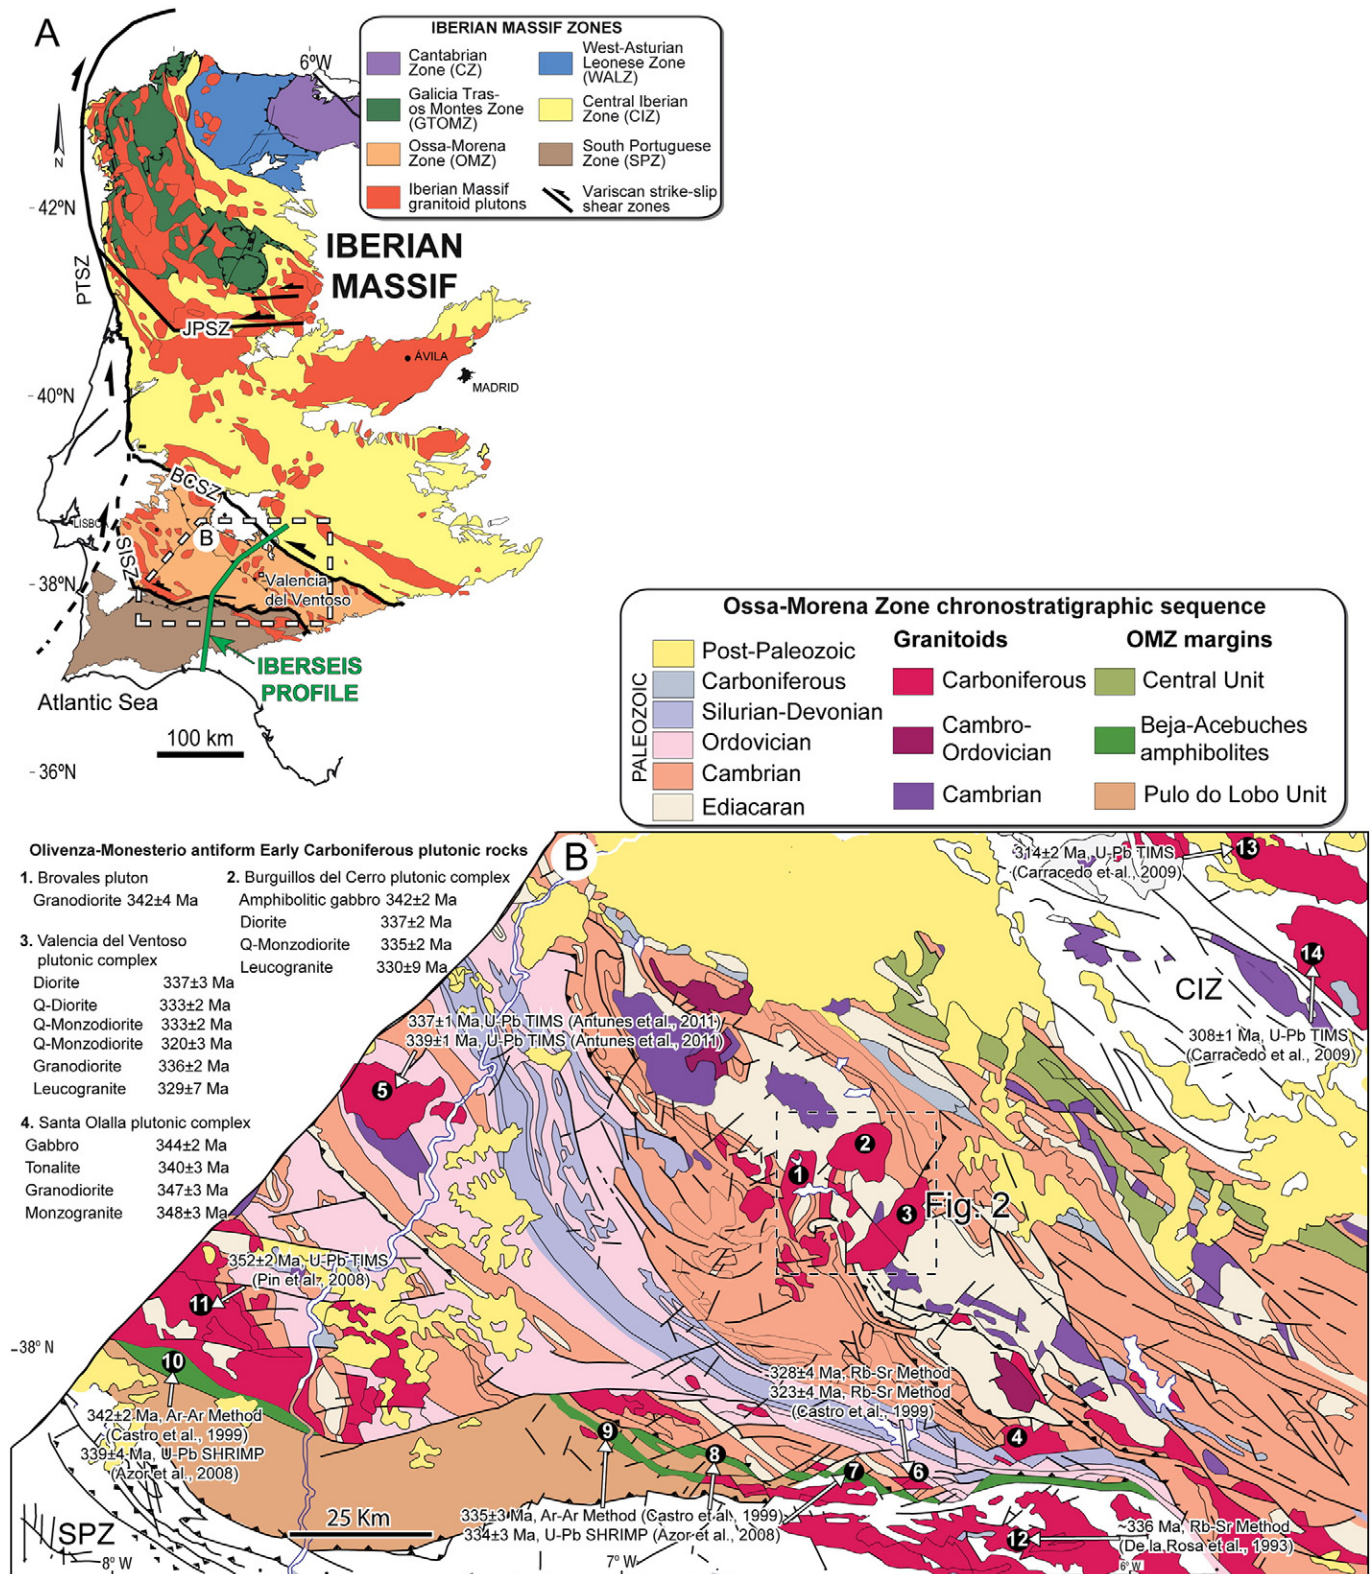 A
IBERIAN MASSIF ZONES
Cantabrian
Zone (CZ)
West-Asturian
Leonese Zone
(WALZ)
Galicia Tras-
os Montes Zone
(GTOMZ)
Central Iberian
Zone (CIZ)
Ossa-Morena
Zone (OMZ)
South Portuguese
Zone (SPZ)
Iberian Massif
granitoid plutons
Variscan strike-slip
shear zones
6ºW
N
42ºN
IBERIAN
MASSIF
PTSZ
JPSZ
ÁVILA
MADRID
40ºN
BCSZ
LISBOA
B
SISZ
38ºN
Valencia
del Ventoso
IBERSEIS
PROFILE
Atlantic Sea
100 km
36ºN
Ossa-Morena Zone chronostratigraphic sequence
PALEOZOIC
Post-Paleozoic
Carboniferous
Silurian-Devonian
Ordovician
Cambrian
Ediacaran
Granitoids
Carboniferous
Cambro-
Ordovician
Cambrian
OMZ margins
Central Unit
Beja-Acebuches
amphibolites
Pulo do Lobo Unit
B
Olivenza-Monesterio antiform Early Carboniferous plutonic rocks
1. Brovales pluton
Granodiorite 342±4 Ma
2. Burguillos del Cerro plutonic complex
Amphibolitic gabbro 342±2 Ma
Diorite 337±2 Ma
Q-Monzodiorite 335±2 Ma
Leucogranite 330±9 Ma
3. Valencia del Ventoso
plutonic complex
Diorite 337±3 Ma
Q-Diorite 333±2 Ma
Q-Monzodiorite 333±2 Ma
Q-Monzodiorite 320±3 Ma
Granodiorite 336±2 Ma
Leucogranite 329±7 Ma
4. Santa Olalla plutonic complex
Gabbro 344±2 Ma
Tonalite 340±3 Ma
Granodiorite 347±3 Ma
Monzogranite 348±3 Ma
314±2 Ma, U-Pb TIMS
(Carracedo et al., 2009)
13
14
CIZ
308±1 Ma, U-Pb TIMS
(Carracedo et al., 2009)
337±1 Ma,U-Pb TIMS (Antunes et al., 2011)
339±1 Ma, U-Pb TIMS (Antunes et al., 2011)
5
1
2
3
Fig. 2
352±2 Ma, U-Pb TIMS
(Pin et al., 2008)
11
38° N
10
342±2 Ma, Ar-Ar Method
(Castro et al., 1999)
339±4 Ma, U-Pb SHRIMP
(Azor et al., 2008)
328±4 Ma, Rb-Sr Method
323±4 Ma, Rb-Sr Method
(Castro et al., 1999)
9
8
7
6
4
335±3 Ma, Ar-Ar Method (Castro et al., 1999)
334±3 Ma, U-Pb SHRIMP (Azor et al., 2008)
12
~336 Ma, Rb-Sr Method
(De la Rosa et al., 1993)
25 Km
SPZ
8° W
7° W
6° W